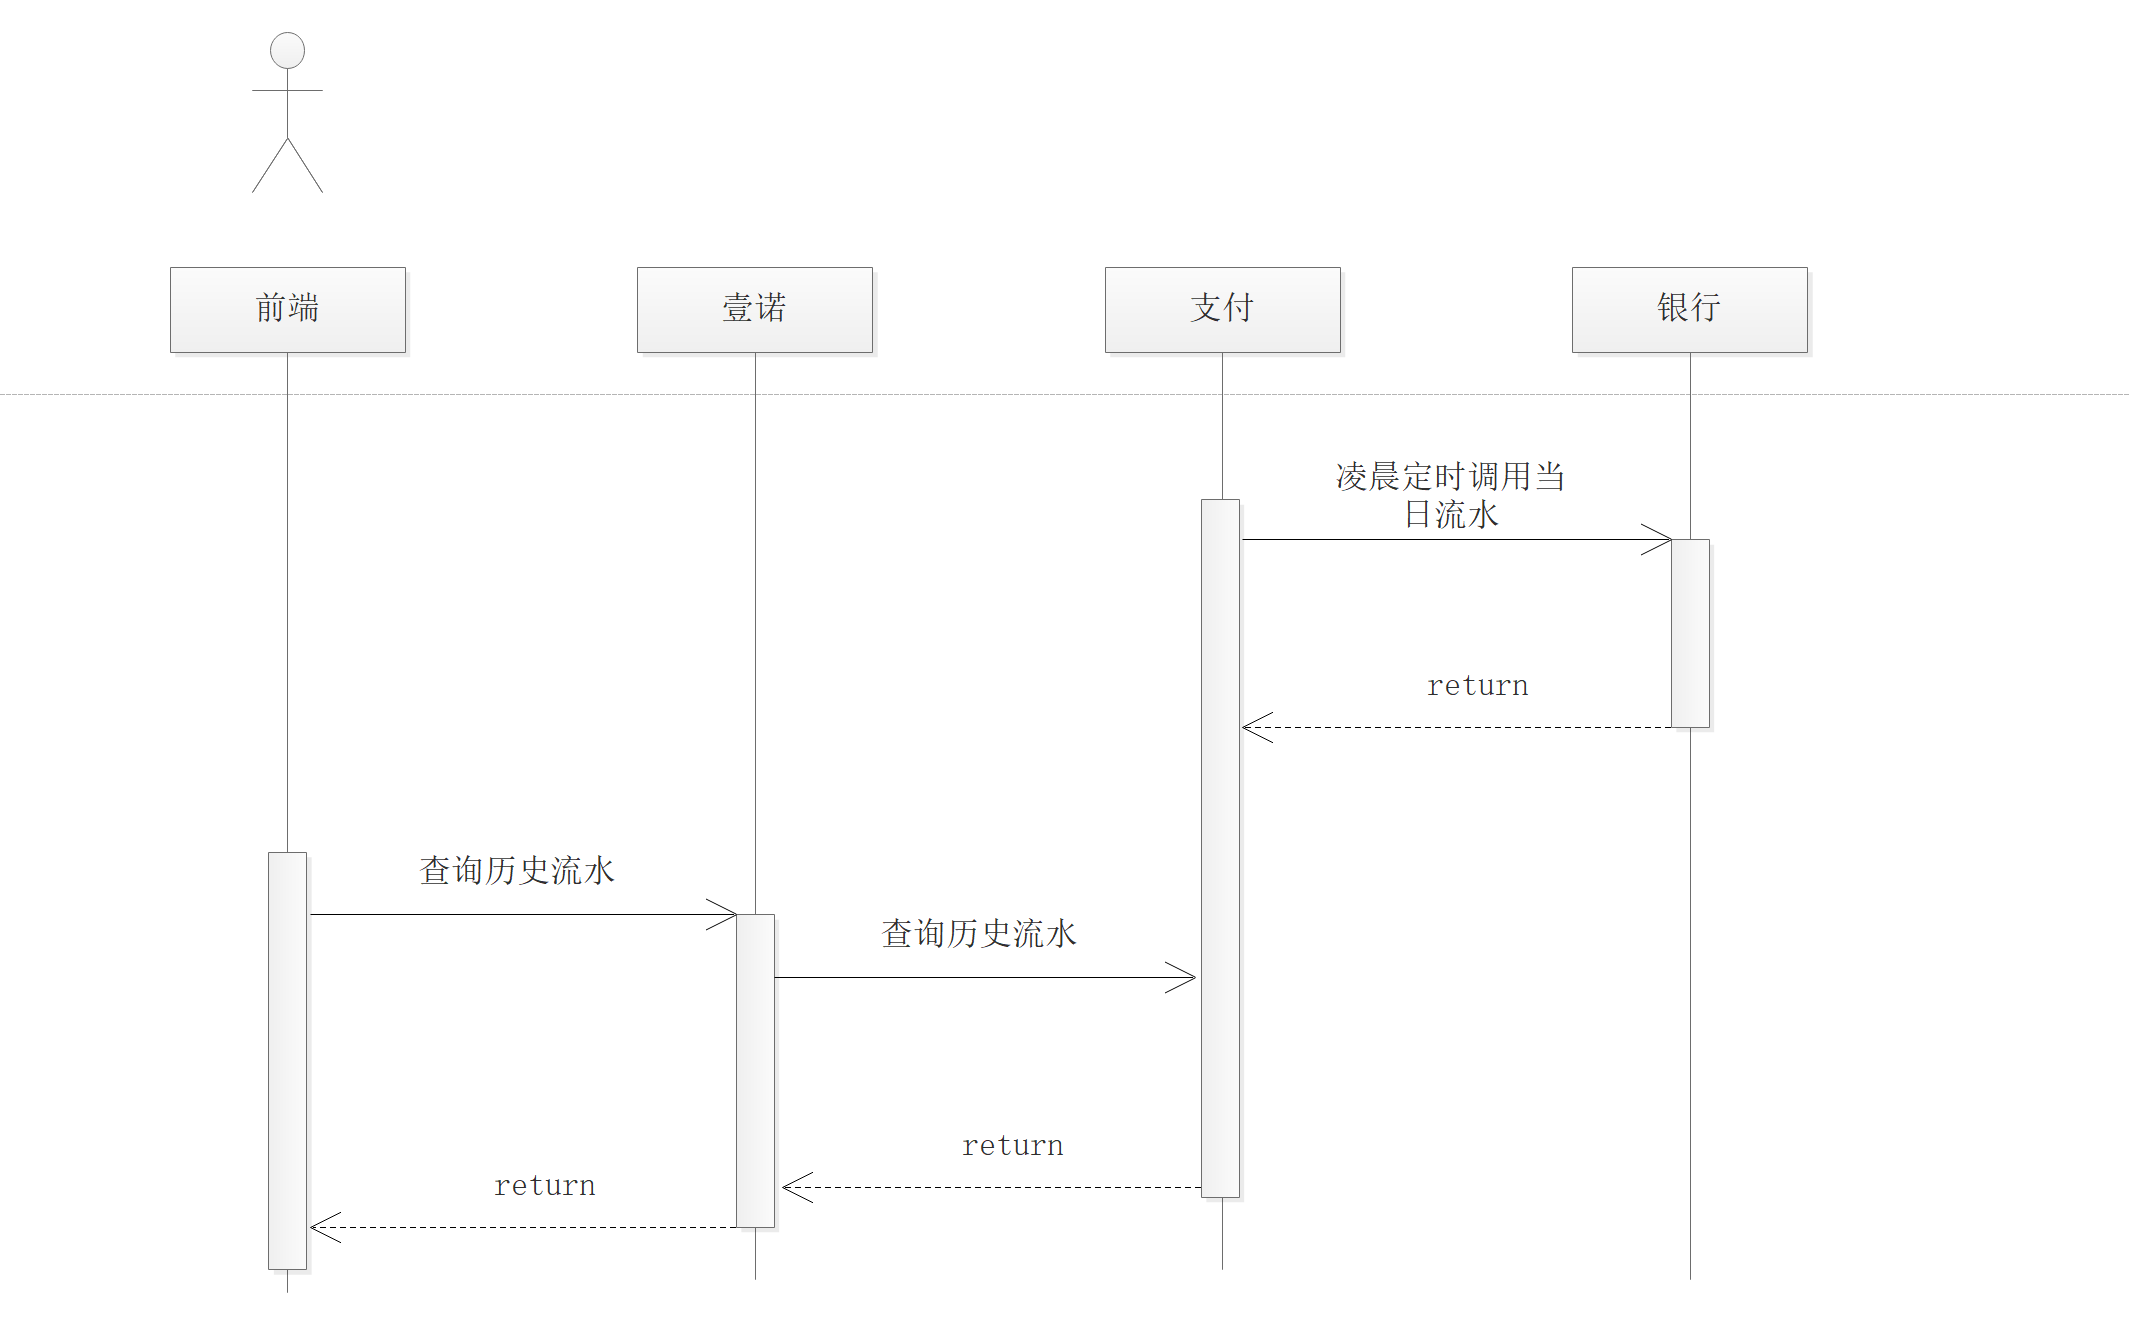 前端
壹诺
支付
银行
凌晨定时调用当
日流水
return
查询历史流水
查询历史流水
return
return